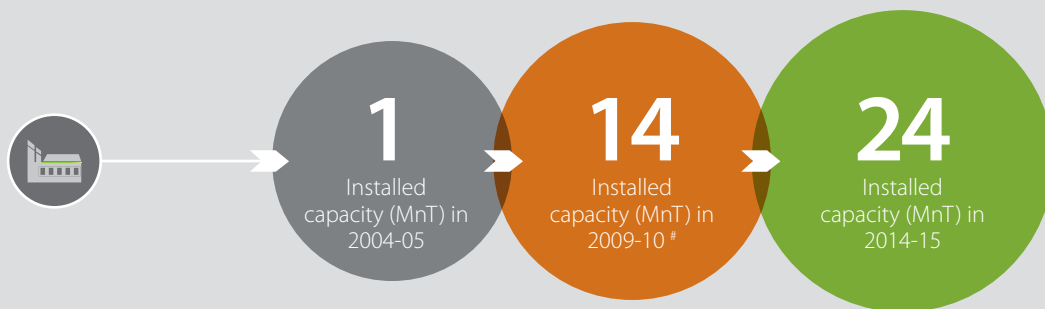 1
Installed
capacity (MnT) in
2004-05
14
Installed
capacity (MnT) in
2009-10 #
24
Installed
capacity (MnT) in
2014-15